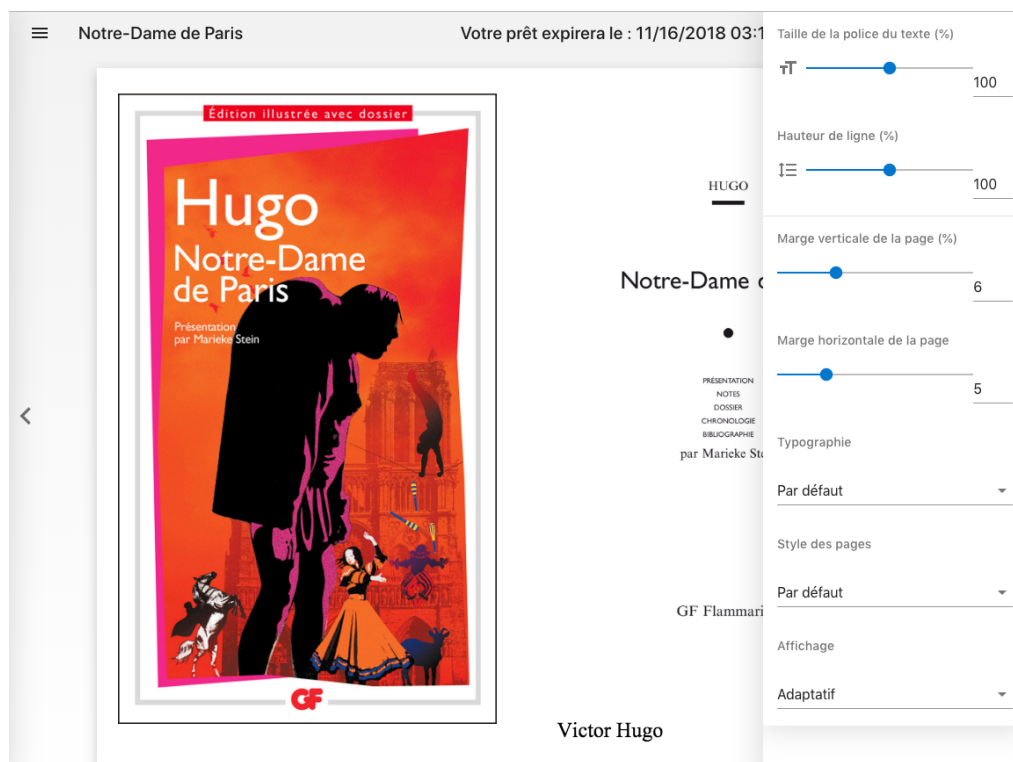 Notre-Dame de Paris
Votre prêt expirera le : 11/16/2018 03:1
Édition illustrée avec dossier
Hugo
Notre-Dame
de Paris
Présentation
par Marieke Stein
GF
HUGO
Notre-Dame
PRÉSENTATION
NOTES
DOSSIER
CHRONOLOGIE
BIBLIOGRAPHIE
par Marieke
GF
Victor Hugo
Taille de la police du texte (%)
100
Hauteur de ligne (%)
100
Marge verticale de la page (%)
6
Marge horizontale de la page
5
Typographie
Par défaut
Style des pages
Par défaut
Affichage
Adaptatif